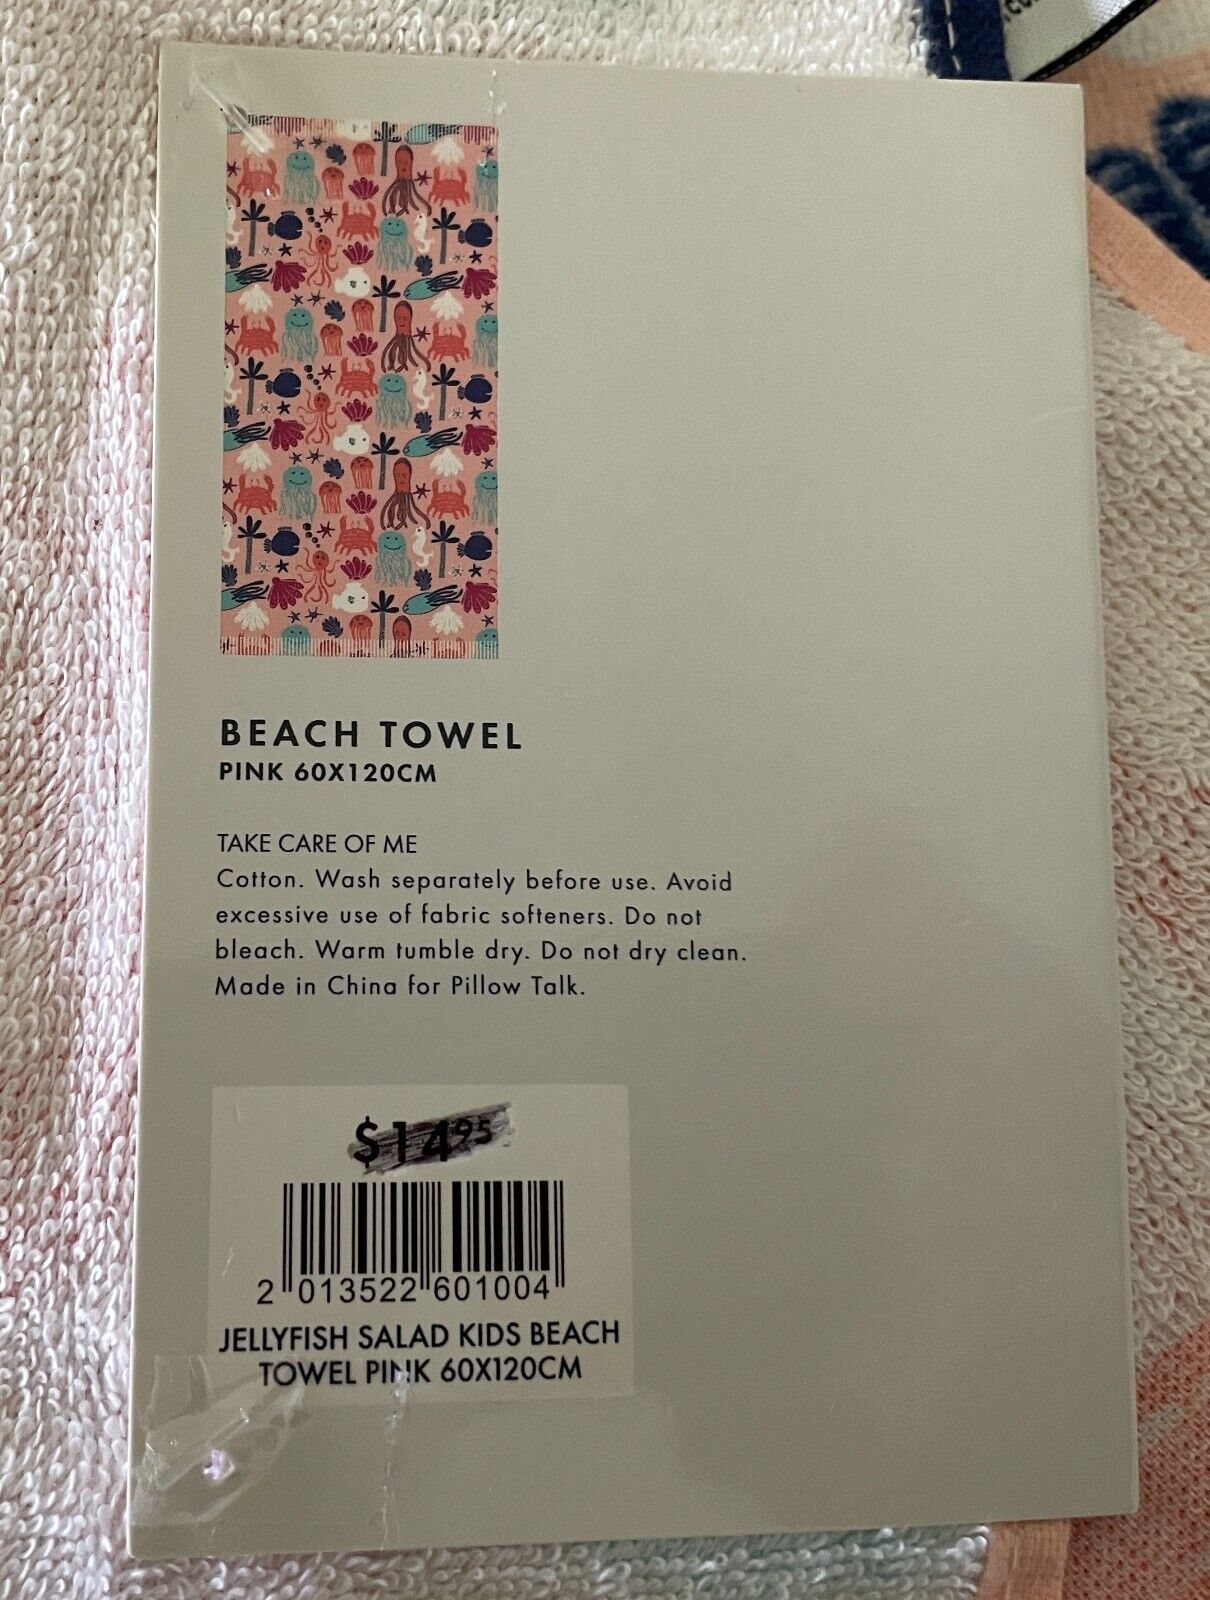 BEACH TOWEL
PINK 60X120CM
TAKE CARE OF ME
Cotton. Wash separately before use. Avoid
excessive use of fabric softeners. Do not
bleach. Warm tumble dry. Do not dry clean.
Made in China for Pillow Talk.
$14.95
2 013522 601004
JELLYFISH SALAD KIDS BEACH
TOWEL PINK 60X120CM